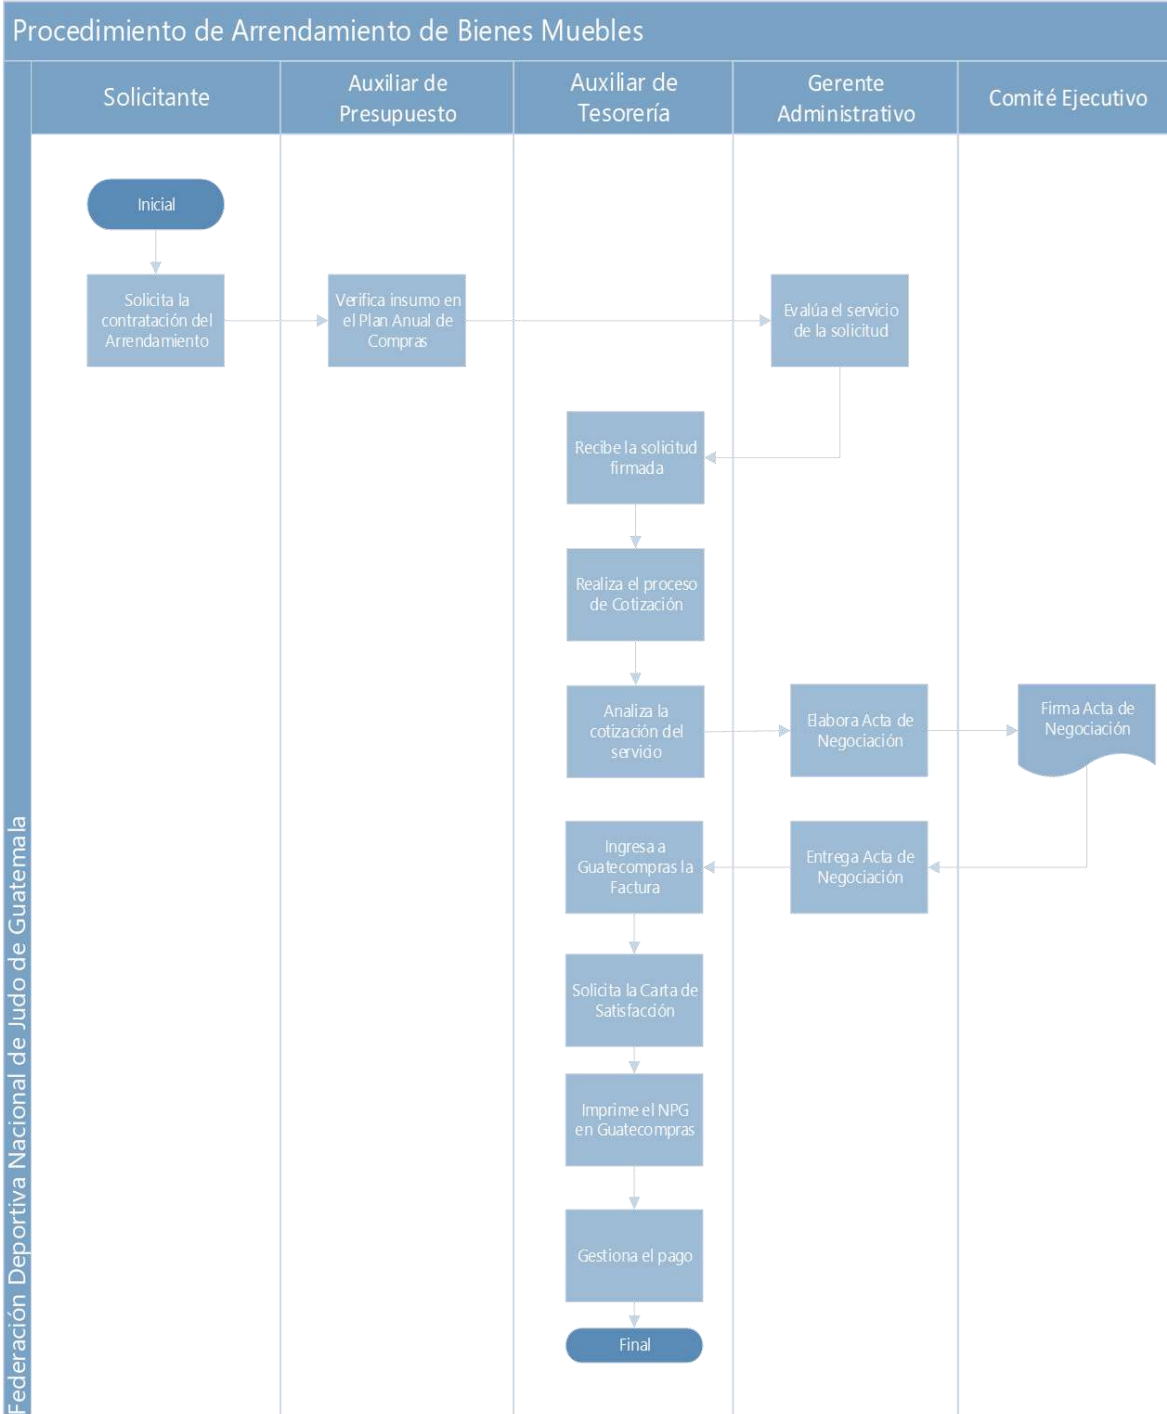 Procedimiento de Arrendamiento de Bienes Muebles
Federación Deportiva Nacional de Judo de Guatemala
Solicitante
Auxiliar de
Presupuesto
Auxiliar de
Tesorería
Gerente
Administrativo
Comité Ejecutivo
Inicial
Solicita la
contratación del
Arrendamiento
Verifica insumo en
el Plan Anual de
Compras
Evalúa el servicio
de la solicitud
Recibe la solicitud
firmada
Realiza el proceso
de Cotización
Analiza la
cotización del
servicio
Elabora Acta de
Negociación
Firma Acta de
Negociación
Entrega Acta de
Negociación
Ingresa a
Guatecompras la
Factura
Solicita la Carta de
Satisfacción
Imprime el NPG
en Guatecompras
Gestiona el pago
Final